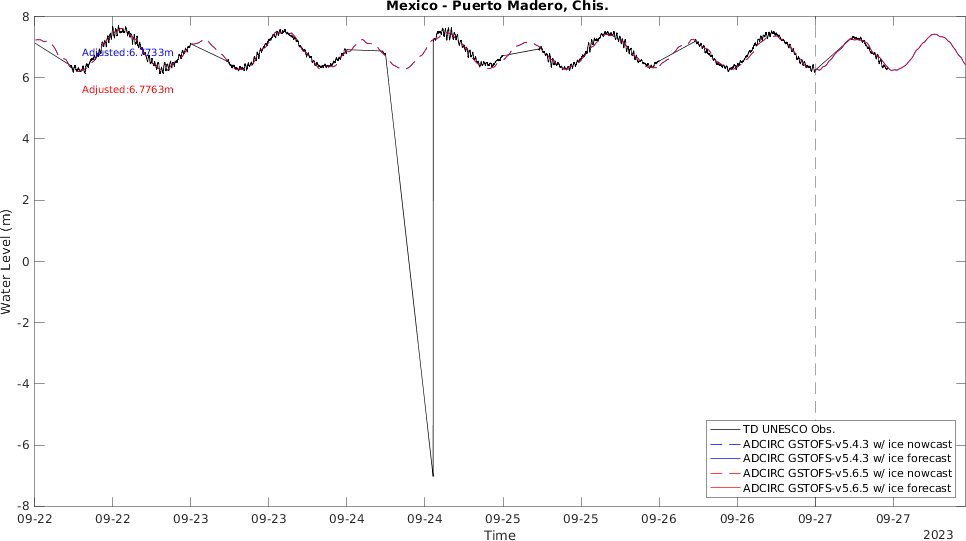 Mexico - Puerto Madero, Chis.
8
6
4
2
0
-2
-4
-6
-8
Water Level (m)
Adjusted:6.7763m
TD UNESCO Obs.
ADCIRC GSTOFS-v5.4.3 w/ ice nowcast
ADCIRC GSTOFS-v5.4.3 w/ ice forecast
ADCIRC GSTOFS-v5.6.5 w/ ice nowcast
ADCIRC GSTOFS-v5.6.5 w/ ice forecast
09-22 09-22 09-23 09-23 09-24 09-24 09-25 09-25 09-26 09-26 09-27 09-27
Time
2023